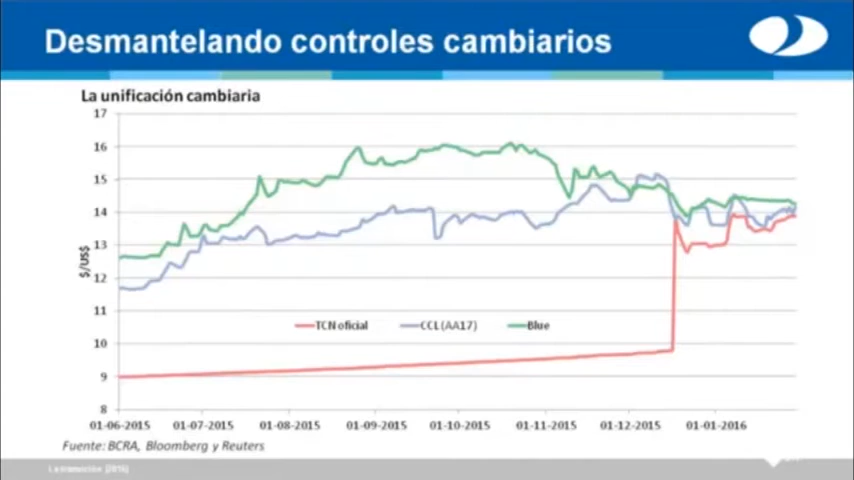 Desmantelando controles cambiarios
La unificación cambiaria
$/US$
17
16
15
14
13
12
11
10
9
8
TCN oficial CCL(AA17) Blue
01-06-2015 01-07-2015 01-08-2015 01-09-2015 01-10-2015 01-11-2015 01-12-2015 01-01-2016
Fuente: BCRA, Bloomberg y Reuters